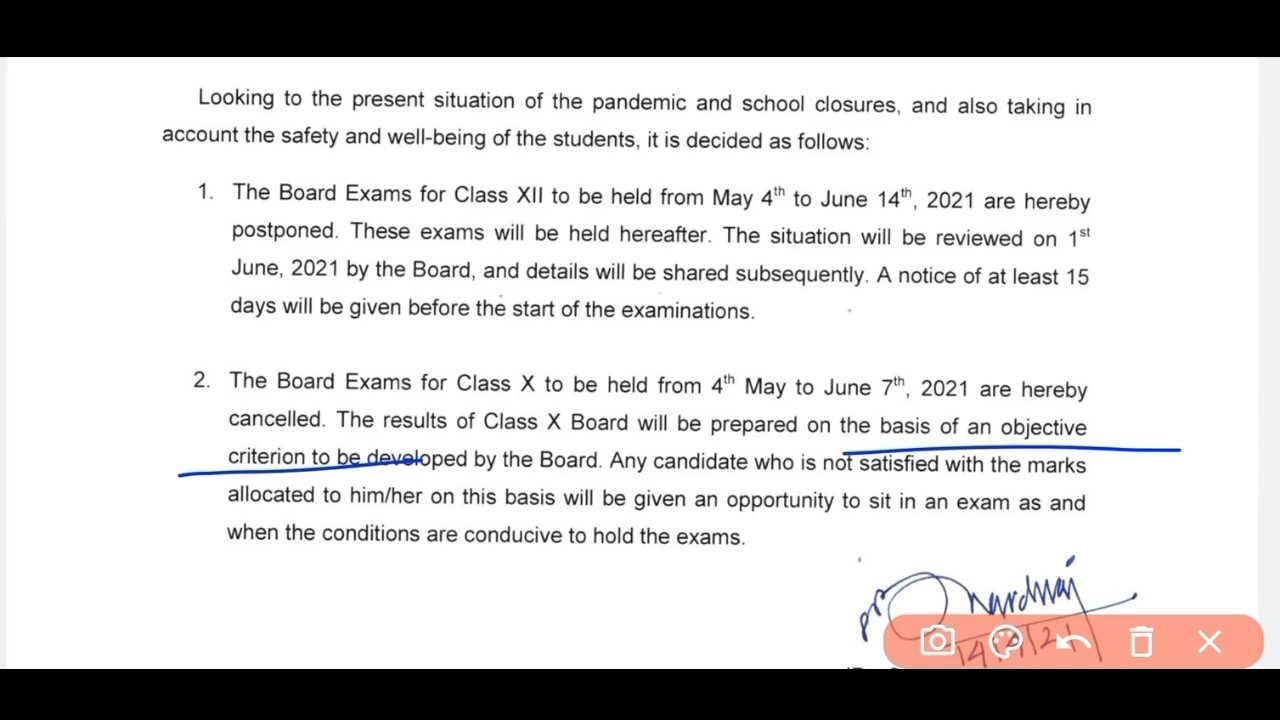 Looking to the present situation of the pandemic and school closures, and also taking in
account the safety and well-being of the students, it is decided as follows:
1. The Board Exams for Class XII to be held from May 4th to June 14th, 2021 are hereby
postponed. These exams will be held hereafter. The situation will be reviewed on 1st
June, 2021 by the Board, and details will be shared subsequently. A notice of at least 15
days will be given before the start of the examinations.
2. The Board Exams for Class X to be held from 4th May to June 7th, 2021 are hereby
cancelled. The results of Class X Board will be prepared on the basis of an objective
criterion to be developed by the Board. Any candidate who is not satisfied with the marks
allocated to him/her on this basis will be given an opportunity to sit in an exam as and
when the conditions are conducive to hold the exams.